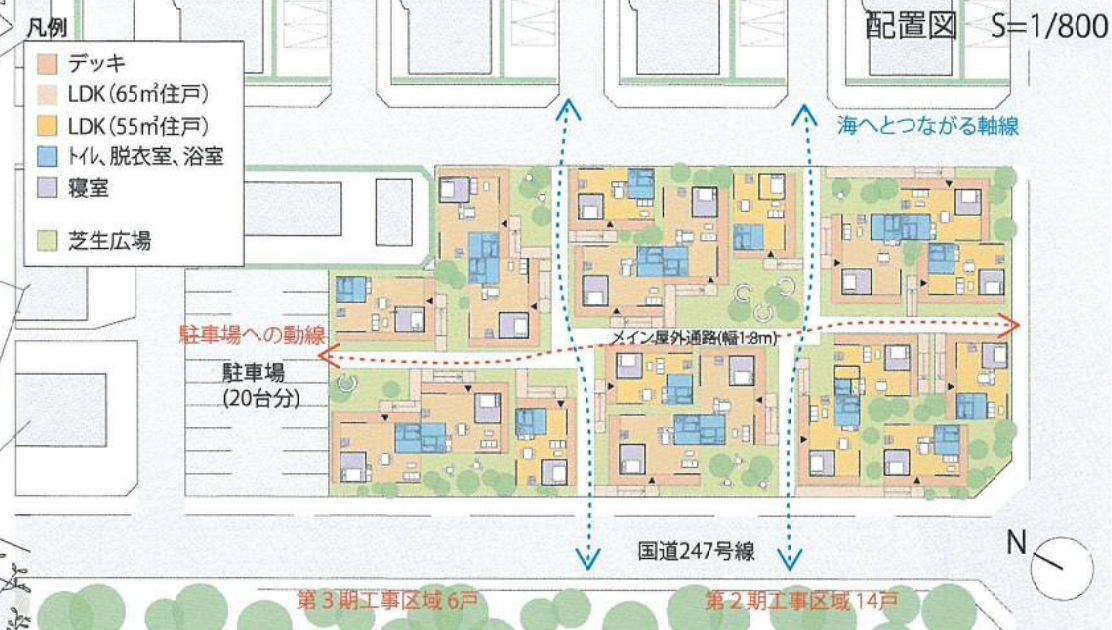 凡例
デッキ
LDK(65㎡住戸)
LDK(55㎡住戸)
トイレ、脱衣室、浴室
寝室
芝生広場
配置図 S=1/800
海へとつながる軸線
駐車場への動線
メイン屋外通路(幅1.8m)
駐車場
(20台分)
国道247号線
N
第3期工事区域6戸
第2期工事区域14戸